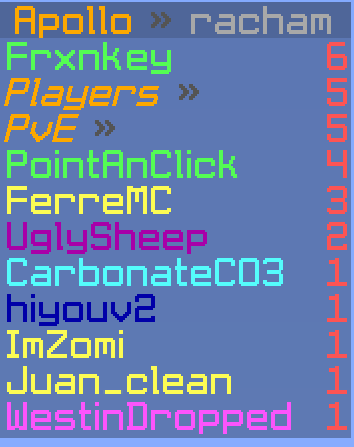 Apollo » racham
Frxnkey 6
Players » 5
PvE » 5
PointAnClick 4
FerreMC 3
UglySheep 2
CarbonateCO3 1
hiyouv2 1
ImZomi 1
Juan_clean 1
WestinDropped 1